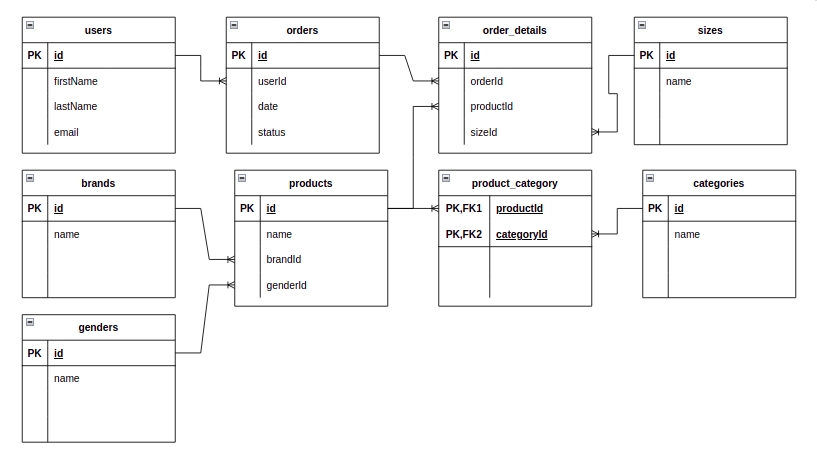 users
PK id
firstName
lastName
email
orders
PK id
userId
date
status
order_details
PK id
orderId
productId
sizeId
sizes
PK id
name
brands
PK id
name
products
PK id
name
brandId
genderId
product_category
PK,FK1 productId
PK,FK2 categoryId
categories
PK id
name
genders
PK id
name